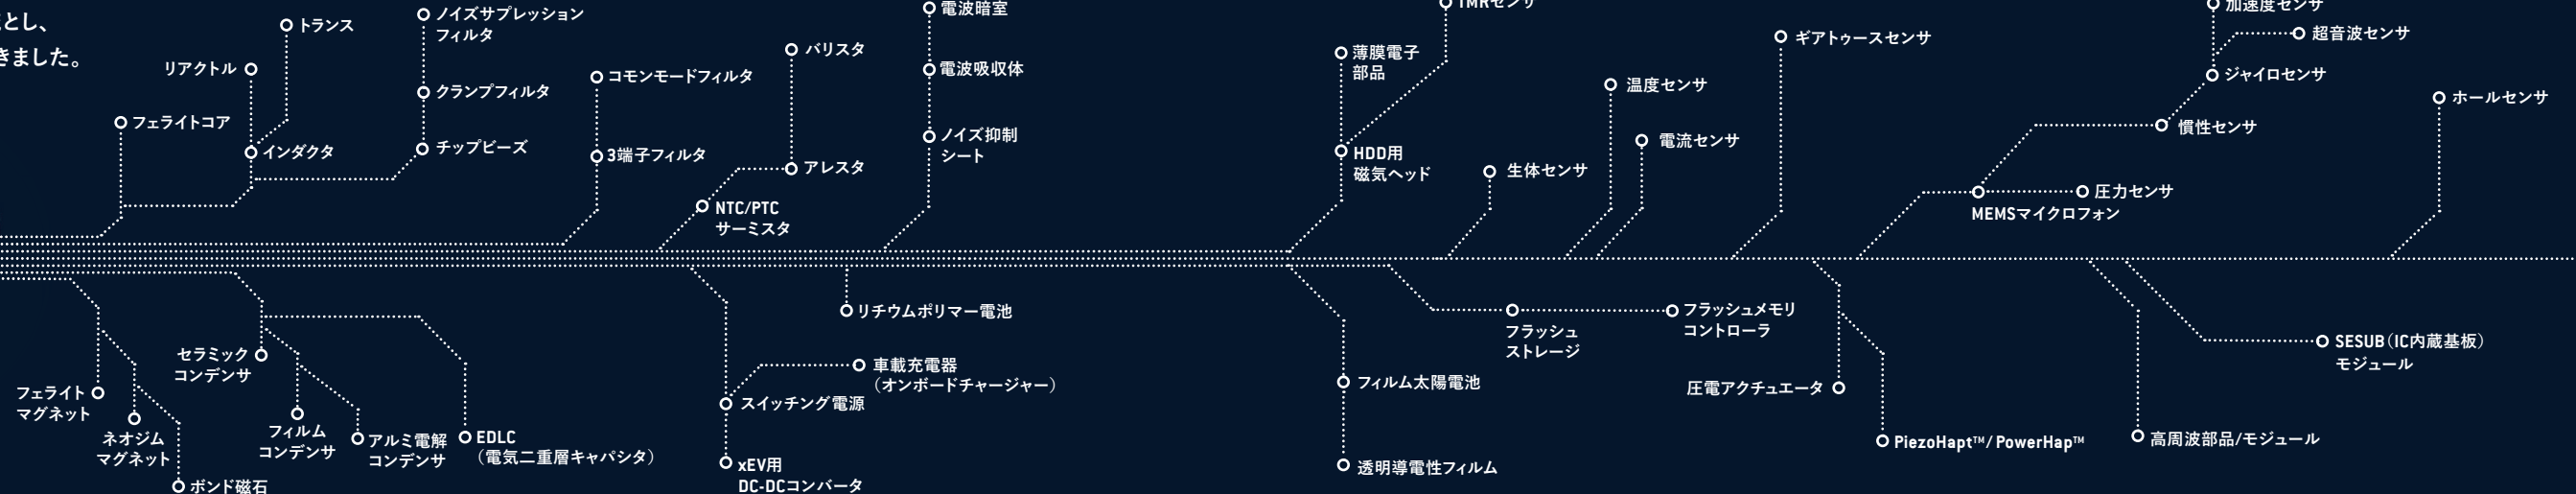 とし、
きました。
トランス
リアクトル
フェライトコア
インダクタ
ノイズサプレッション
フィルタ
クランプフィルタ
チップビーズ
コモンモードフィルタ
3端子フィルタ
バリスタ
アレスタ
NTC/PTC
サーミスタ
電波暗室
電波吸収体
ノイズ抑制
シート
TMRセンサ
薄膜電子
部品
HDD用
磁気ヘッド
生体センサ
温度センサ
電流センサ
ギアトゥースセンサ
加速度センサ
超音波センサ
ジャイロセンサ
慣性センサ
圧力センサ
MEMSマイクロフォン
ホールセンサ
フェライト
マグネット
ネオジム
マグネット
ボンド磁石
セラミック
コンデンサ
フィルム
コンデンサ
アルミ電解
コンデンサ
EDLC
（電気二重層キャパシタ）
リチウムポリマー電池
車載充電器
（オンボードチャージャー）
スイッチング電源
xEV用
DC-DCコンバータ
フィルム太陽電池
透明導電性フィルム
フラッシュ
ストレージ
フラッシュメモリ
コントローラ
圧電アクチュエータ
PiezoHapt™/ PowerHap™
高周波部品/モジュール
SESUB（IC内蔵基板）
モジュール